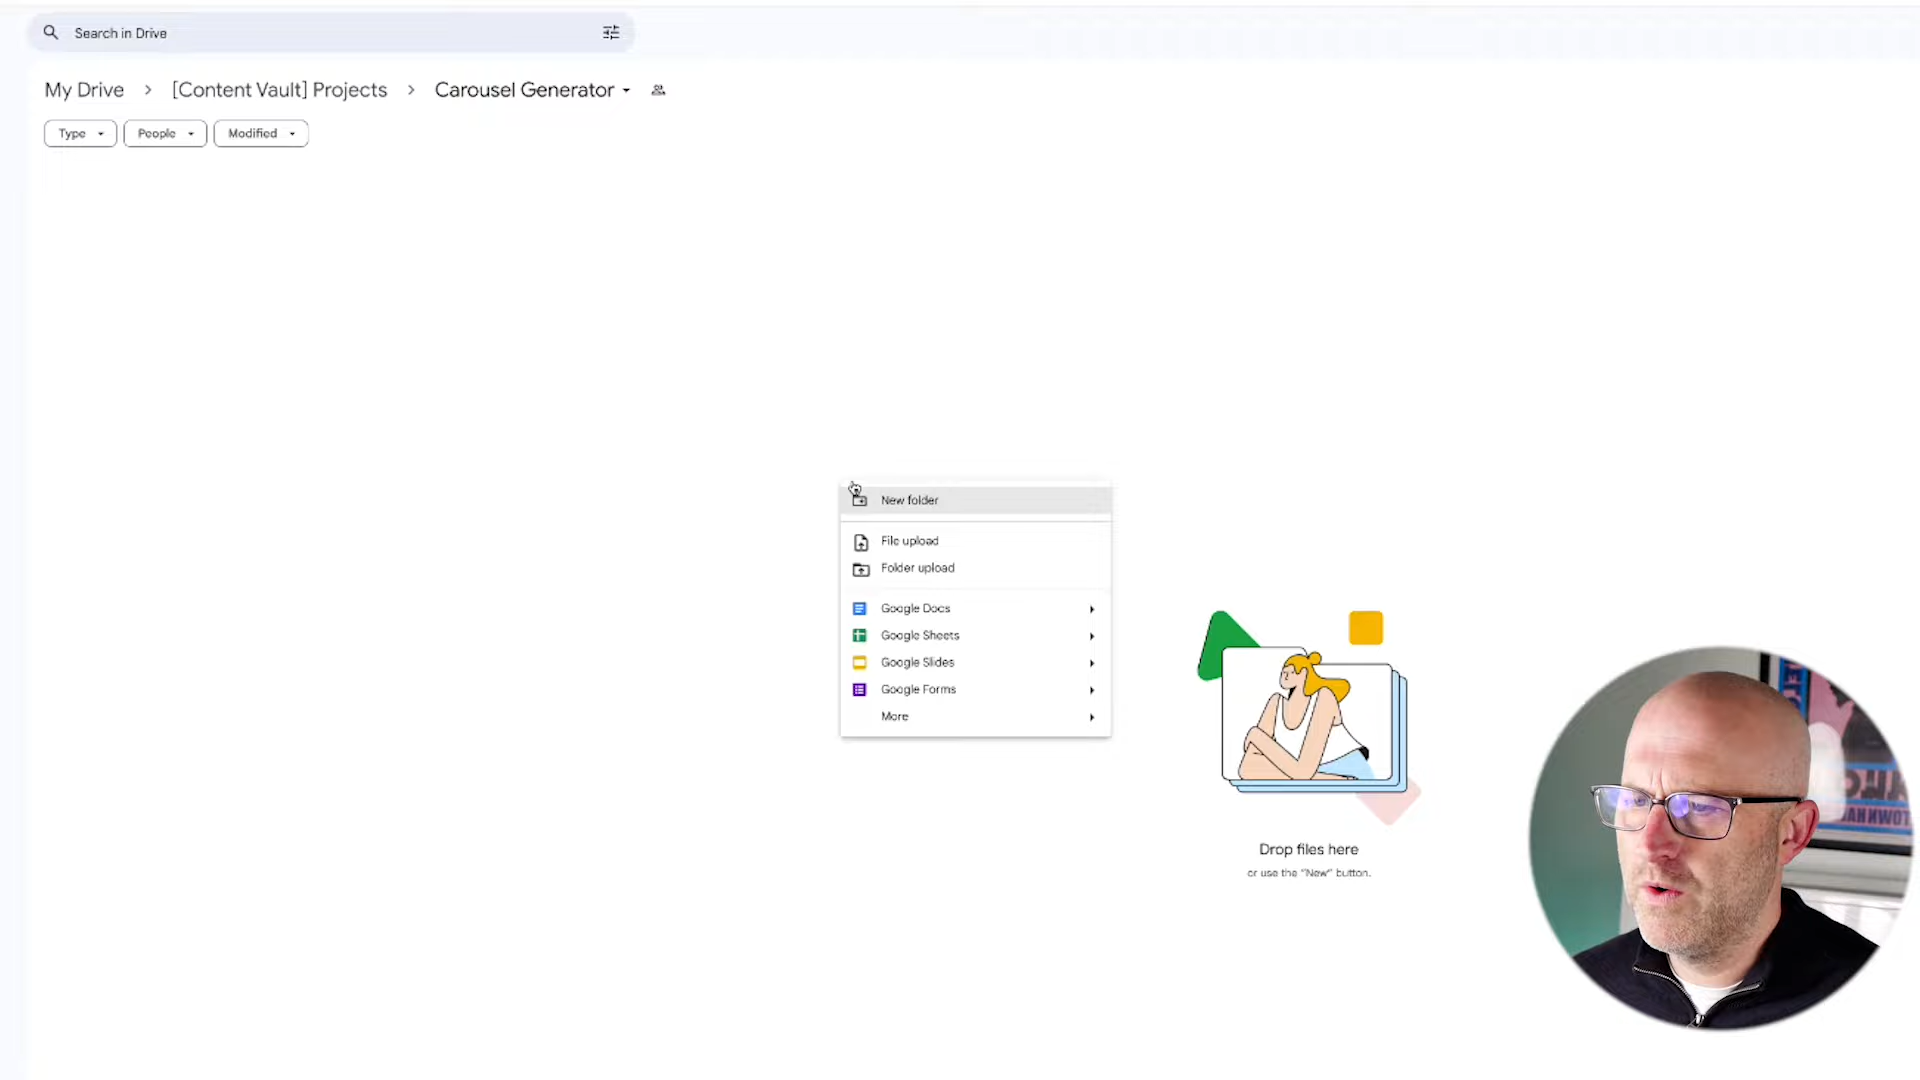 Search in Drive
My Drive > [Content Vault] Projects > Carousel Generator
Type People Modified
New folder
File upload
Folder upload
Google Docs
Google Sheets
Google Slides
Google Forms
More
Drop files here
or use the "New" button.